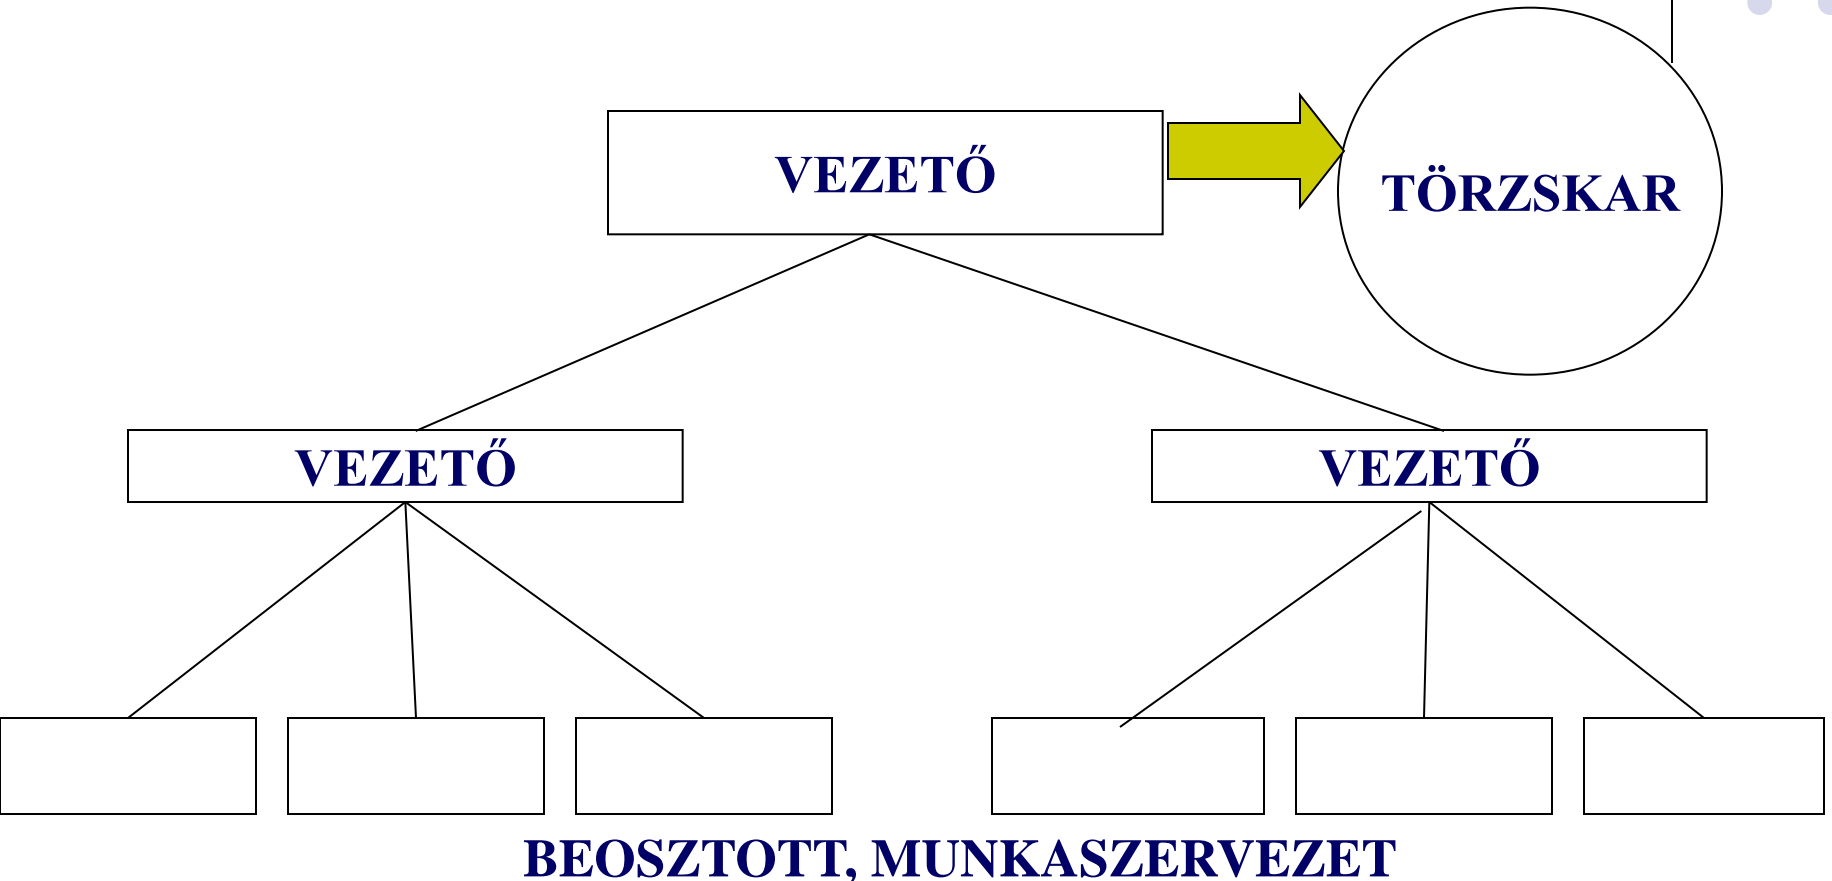 VEZETŐ
TÖRZSKAR
VEZETŐ
VEZETŐ
BEOSZTOTT, MUNKASZERVEZET